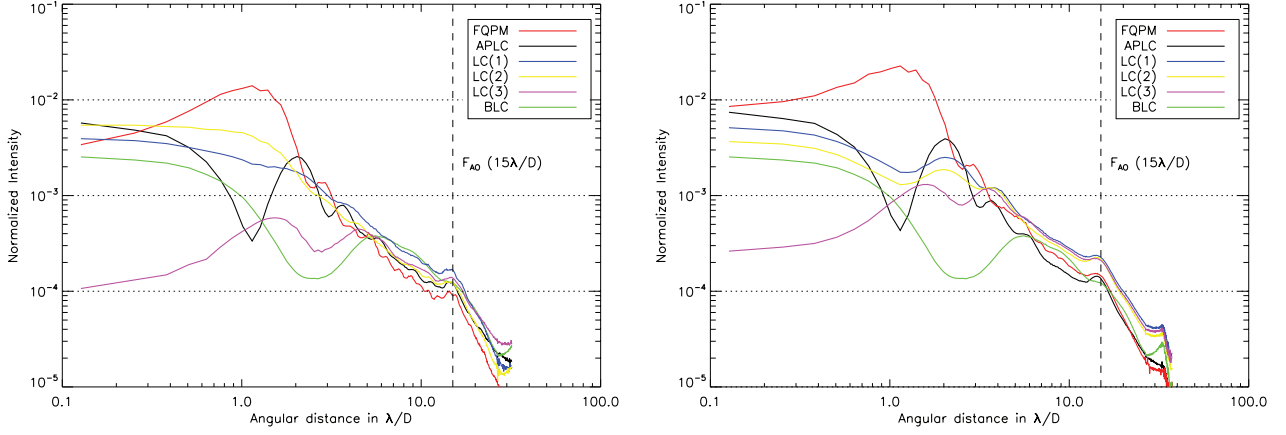 10⁻¹
10⁻²
10⁻³
10⁻⁴
10⁻⁵
Normalized Intensity
FQPM
APLC
LC(1)
LC(2)
LC(3)
BLC
F_AO (15λ/D)
0.1
1.0
10.0
100.0
Angular distance in λ/D
10⁻¹
10⁻²
10⁻³
10⁻⁴
10⁻⁵
Normalized Intensity
FQPM
APLC
LC(1)
LC(2)
LC(3)
BLC
F_AO (15λ/D)
0.1
1.0
10.0
100.0
Angular distance in λ/D